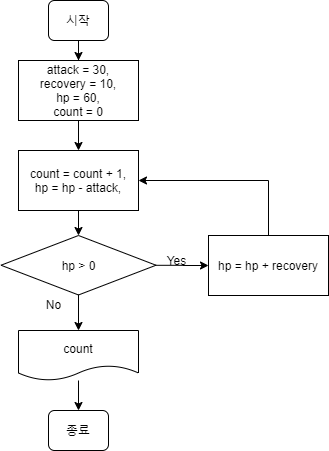 시작
attack = 30,
recovery = 10,
hp = 60,
count = 0
count = count + 1,
hp = hp - attack,
hp > 0
Yes
hp = hp + recovery
No
count
종료